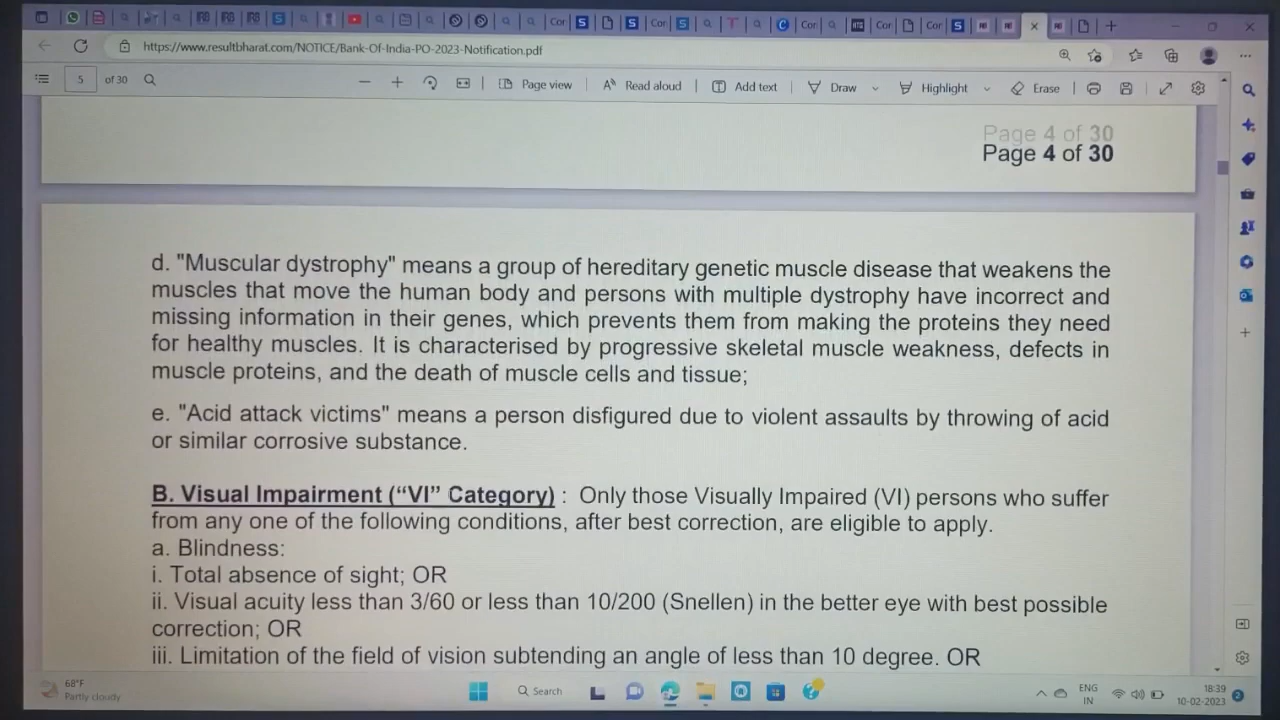 Cor
Cor
Cor
Cor
Cor
https://www.resultbharat.com/NOTICE/Bank-Of-India-PO-2023-Notification.pdf
5 of 30
Page view
Read aloud
Add text
Draw
Highlight
Erase
Page 4 of 30
Page 4 of 30
d. "Muscular dystrophy" means a group of hereditary genetic muscle disease that weakens the
muscles that move the human body and persons with multiple dystrophy have incorrect and
missing information in their genes, which prevents them from making the proteins they need
for healthy muscles. It is characterised by progressive skeletal muscle weakness, defects in
muscle proteins, and the death of muscle cells and tissue;
e. "Acid attack victims" means a person disfigured due to violent assaults by throwing of acid
or similar corrosive substance.
B. Visual Impairment (“VI” Category) : Only those Visually Impaired (VI) persons who suffer
from any one of the following conditions, after best correction, are eligible to apply.
a. Blindness:
i. Total absence of sight; OR
ii. Visual acuity less than 3/60 or less than 10/200 (Snellen) in the better eye with best possible
correction; OR
iii. Limitation of the field of vision subtending an angle of less than 10 degree. OR
68°F
Partly cloudy
Search
ENG
IN
18:39
10-02-2023
2